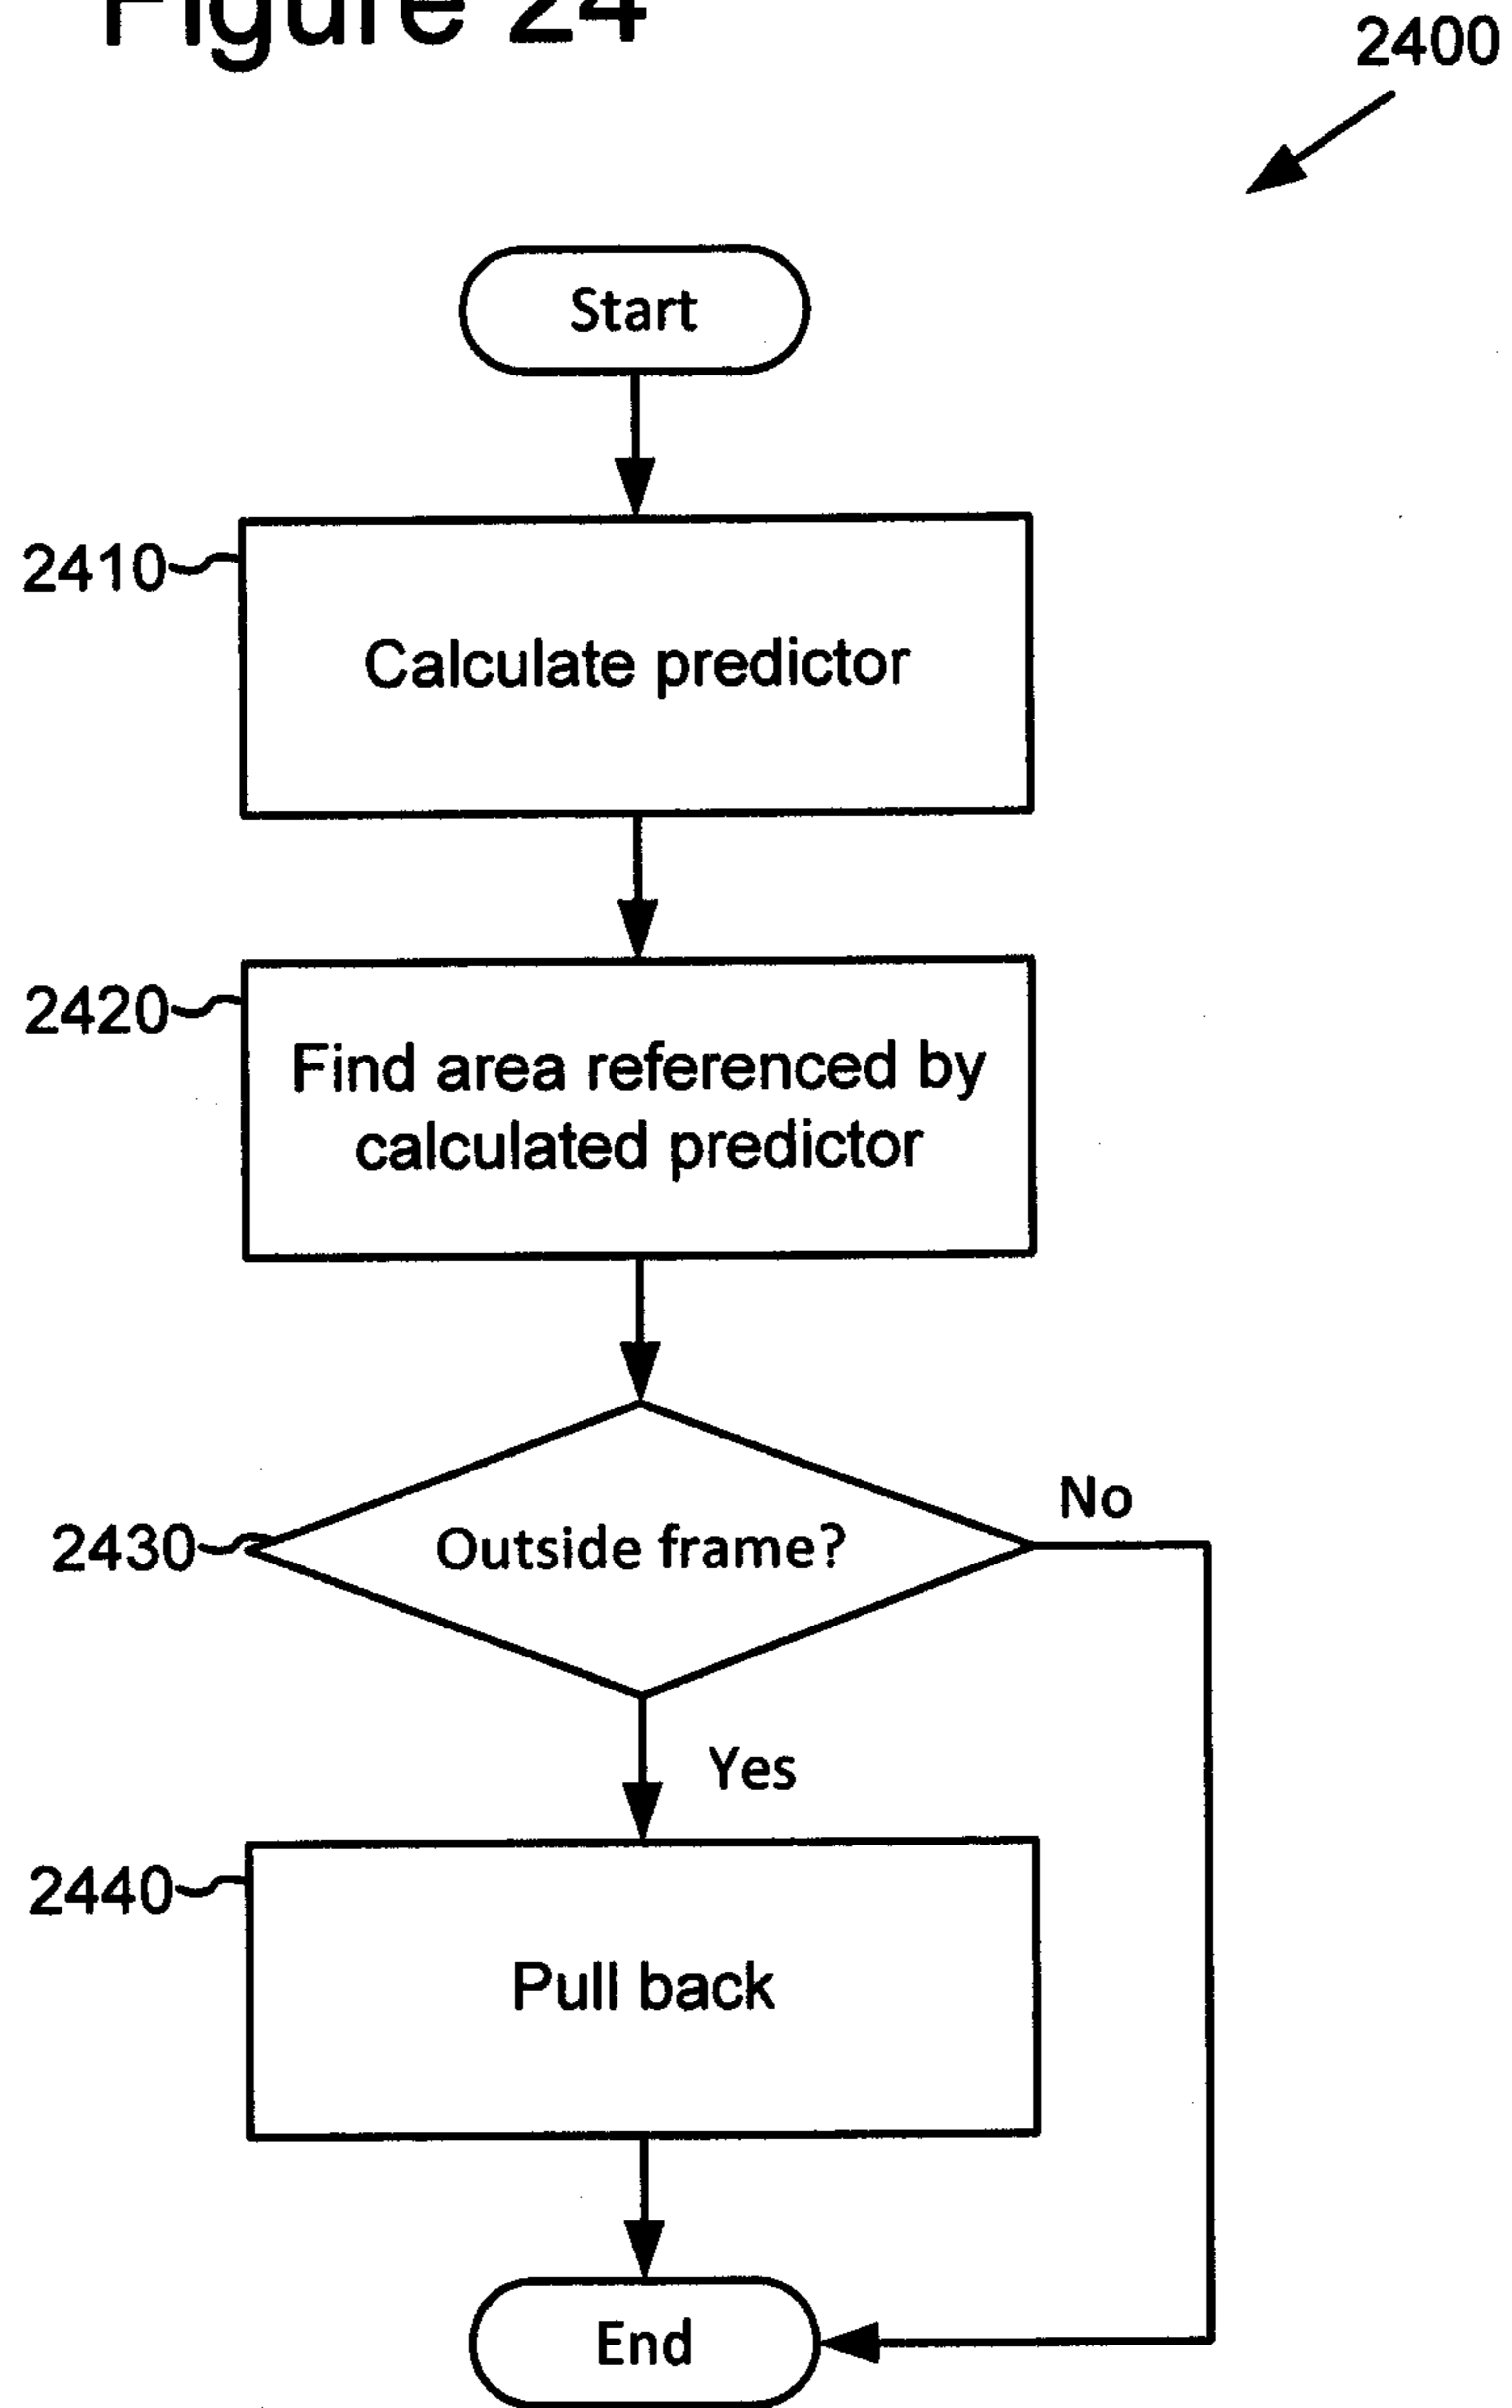 Figure 24
2400
Start
2410
Calculate predictor
2420
Find area referenced by
calculated predictor
2430
Outside frame?
No
Yes
2440
Pull back
End